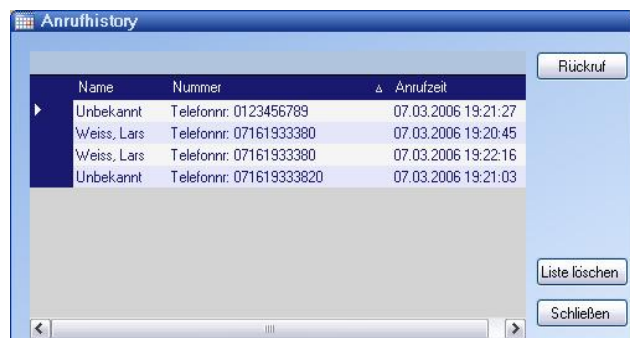 Anrufhistory
Rückruf
Name Nummer Anrufzeit
Unbekannt Telefonnr: 0123456789 07.03.2006 19:21:27
Weiss, Lars Telefonnr: 07161933380 07.03.2006 19:20:45
Weiss, Lars Telefonnr: 07161933380 07.03.2006 19:22:16
Unbekannt Telefonnr: 071619333820 07.03.2006 19:21:03
Liste löschen
Schließen